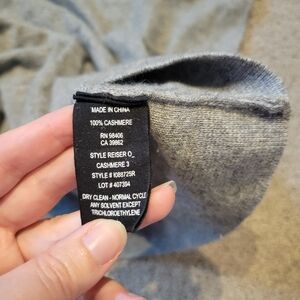 MADE IN CHINA
100% CASHMERE
RN 98406
CA 39862
STYLE REISER O_
CASHMERE 3
STYLE # I088725R
LOT # 407394
DRY CLEAN - NORMAL CYCLE
ANY SOLVENT EXCEPT
TRICHLOROETHYLENE